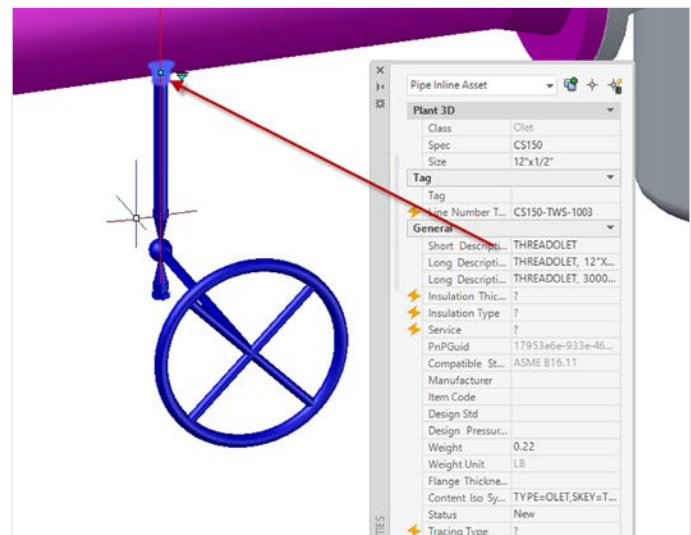 Pipe Inline Asset
Plant 3D
Class Olet
Spec CS150
Size 12"x1/2"
Tag
Tag
Line Number T... CS150-TWS-1003
General
Short Descripti... THREADOLET
Long Descripti... THREADOLET, 12"X...
Long Descripti... THREADOLET, 3000...
Insulation Thic... ?
Insulation Type ?
Service ?
PnPGuid 17953e6e-933e-46...
Compatible St... ASME B16.11
Manufacturer
Item Code
Design Std
Design Pressur...
Weight 0.22
Weight Unit LB
Flange Thickne...
Content Iso Sy... TYPE=OLET,SKEY=T...
Status New
Tracing Type ?